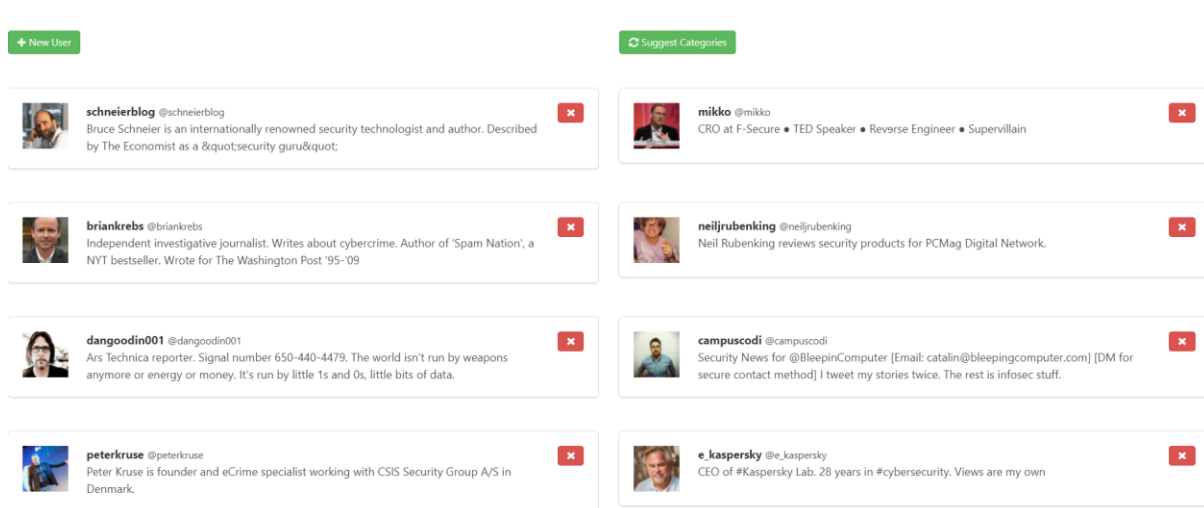 + New User
Suggest Categories
schneierblog @schneierblog
Bruce Schneier is an internationally renowned security technologist and author. Described
by The Economist as a &quot;security guru&quot;
mikko @mikko
CRO at F-Secure ● TED Speaker ● Revɘrse Engineer ● Supervillain
briankrebs @briankrebs
Independent investigative journalist. Writes about cybercrime. Author of 'Spam Nation', a
NYT bestseller. Wrote for The Washington Post '95-'09
neiljrubenking @neiljrubenking
Neil Rubenking reviews security products for PCMag Digital Network.
dangoodin001 @dangoodin001
Ars Technica reporter. Signal number 650-440-4479. The world isn't run by weapons
anymore or energy or money. It's run by little 1s and 0s, little bits of data.
campuscodi @campuscodi
Security News for @BleepinComputer [Email: catalin@bleepingcomputer.com] [DM for
secure contact method] I tweet my stories twice. The rest is infosec stuff.
peterkruse @peterkruse
Peter Kruse is founder and eCrime specialist working with CSIS Security Group A/S in
Denmark.
e_kaspersky @e_kaspersky
CEO of #Kaspersky Lab. 28 years in #cybersecurity. Views are my own